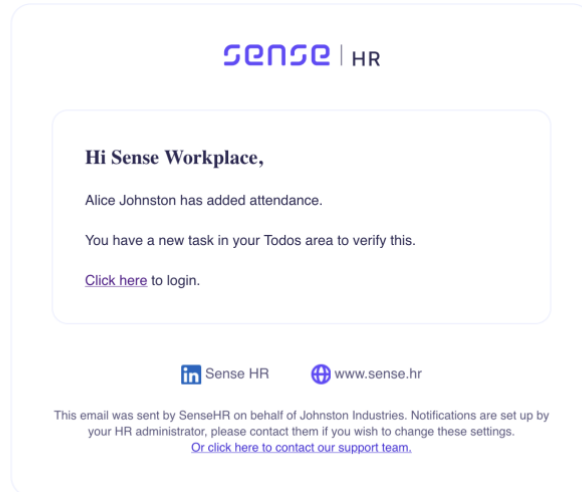 sense | HR
Hi Sense Workplace,
Alice Johnston has added attendance.
You have a new task in your Todos area to verify this.
Click here to login.
in Sense HR www.sense.hr
This email was sent by SenseHR on behalf of Johnston Industries. Notifications are set up by
your HR administrator, please contact them if you wish to change these settings.
Or click here to contact our support team.